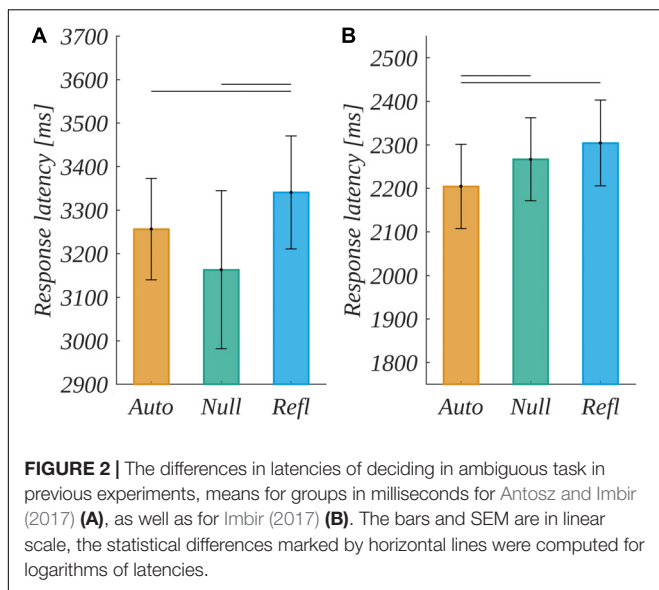 A
3700
3600
3500
3400
3300
3200
3100
3000
2900
Response latency [ms]
Auto Null Refl
B
2500
2400
2300
2200
2100
2000
1900
1800
Response latency [ms]
Auto Null Refl
FIGURE 2 | The differences in latencies of deciding in ambiguous task in
previous experiments, means for groups in milliseconds for Antosz and Imbir
(2017) (A), as well as for Imbir (2017) (B). The bars and SEM are in linear
scale, the statistical differences marked by horizontal lines were computed for
logarithms of latencies.